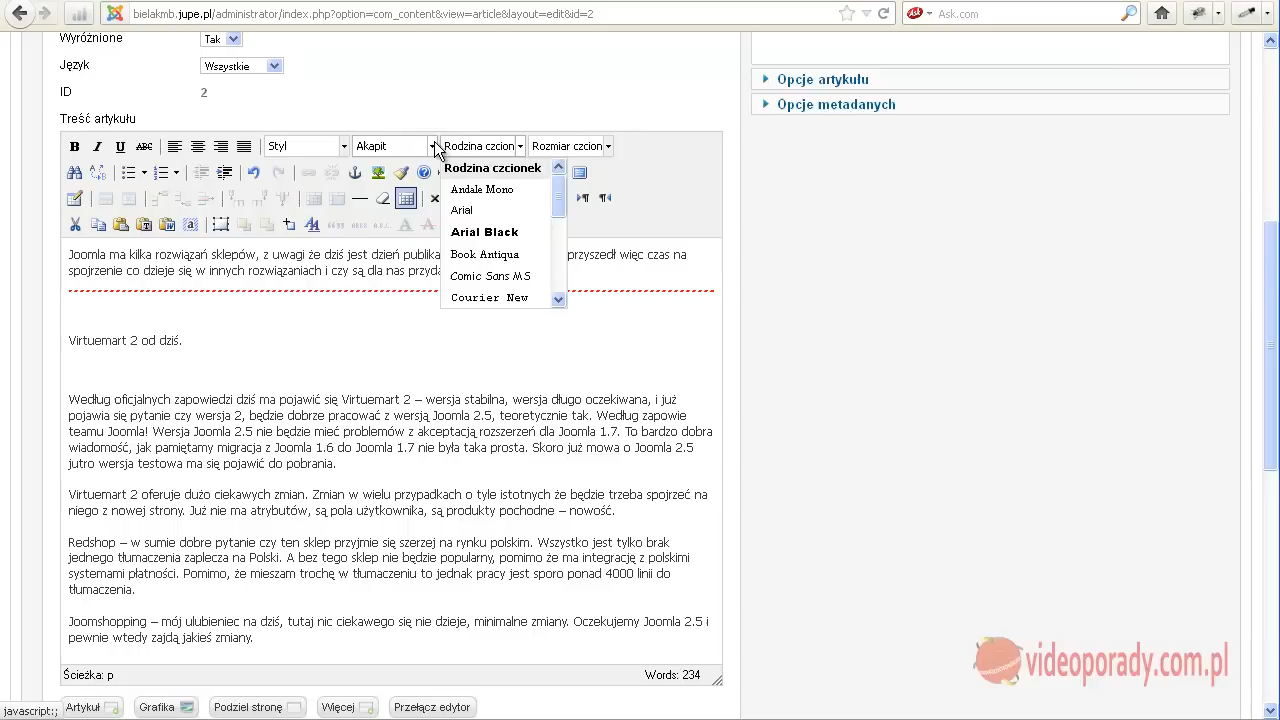 bielakmb.jupe.pl/administrator/index.php?option=com_content&view=article&layout=edit&id=2
Ask.com
Wyróżnione
Tak
Język
Wszystkie
ID
2
Treść artykułu
Opcje artykułu
Opcje metadanych
B I U ABC
Styl
Akapit
Rodzina czcion
Rozmiar czcion
Rodzina czcionek
Andale Mono
Arial
Arial Black
Book Antiqua
Comic Sans MS
Courier New
Joomla ma kilka rozwiązań sklepów, z uwagi że dziś jest dzień publika
przyszedł więc czas na
spojrzenie co dzieje się w innych rozwiązaniach i czy są dla nas przyda
Virtuemart 2 od dziś.
Według oficjalnych zapowiedzi dziś ma pojawić się Virtuemart 2 – wersja stabilna, wersja długo oczekiwana, i już
pojawia się pytanie czy wersja 2, będzie dobrze pracować z wersją Joomla 2.5, teoretycznie tak. Według zapowie
teamu Joomla! Wersja Joomla 2.5 nie będzie mieć problemów z akceptacją rozszerzeń dla Joomla 1.7. To bardzo dobra
wiadomość, jak pamiętamy migracja z Joomla 1.6 do Joomla 1.7 nie była taka prosta. Skoro już mowa o Joomla 2.5
jutro wersja testowa ma się pojawić do pobrania.
Virtuemart 2 oferuje dużo ciekawych zmian. Zmian w wielu przypadkach o tyle istotnych że będzie trzeba spojrzeć na
niego z nowej strony. Już nie ma atrybutów, są pola użytkownika, są produkty pochodne – nowość.
Redshop – w sumie dobre pytanie czy ten sklep przyjmie się szerzej na rynku polskim. Wszystko jest tylko brak
jednego tłumaczenia zaplecza na Polski. A bez tego sklep nie będzie popularny, pomimo że ma integrację z polskimi
systemami płatności. Pomimo, że mieszam trochę w tłumaczeniu to jednak pracy jest sporo ponad 4000 linii do
tłumaczenia.
Joomshopping – mój ulubieniec na dziś, tutaj nic ciekawego się nie dzieje, minimalne zmiany. Oczekujemy Joomla 2.5 i
pewnie wtedy zajdą jakieś zmiany.
Ścieżka: p
Words: 234
videoporady.com.pl
javascript:;
Artykuł
Grafika
Podziel stronę
Więcej
Przełącz edytor